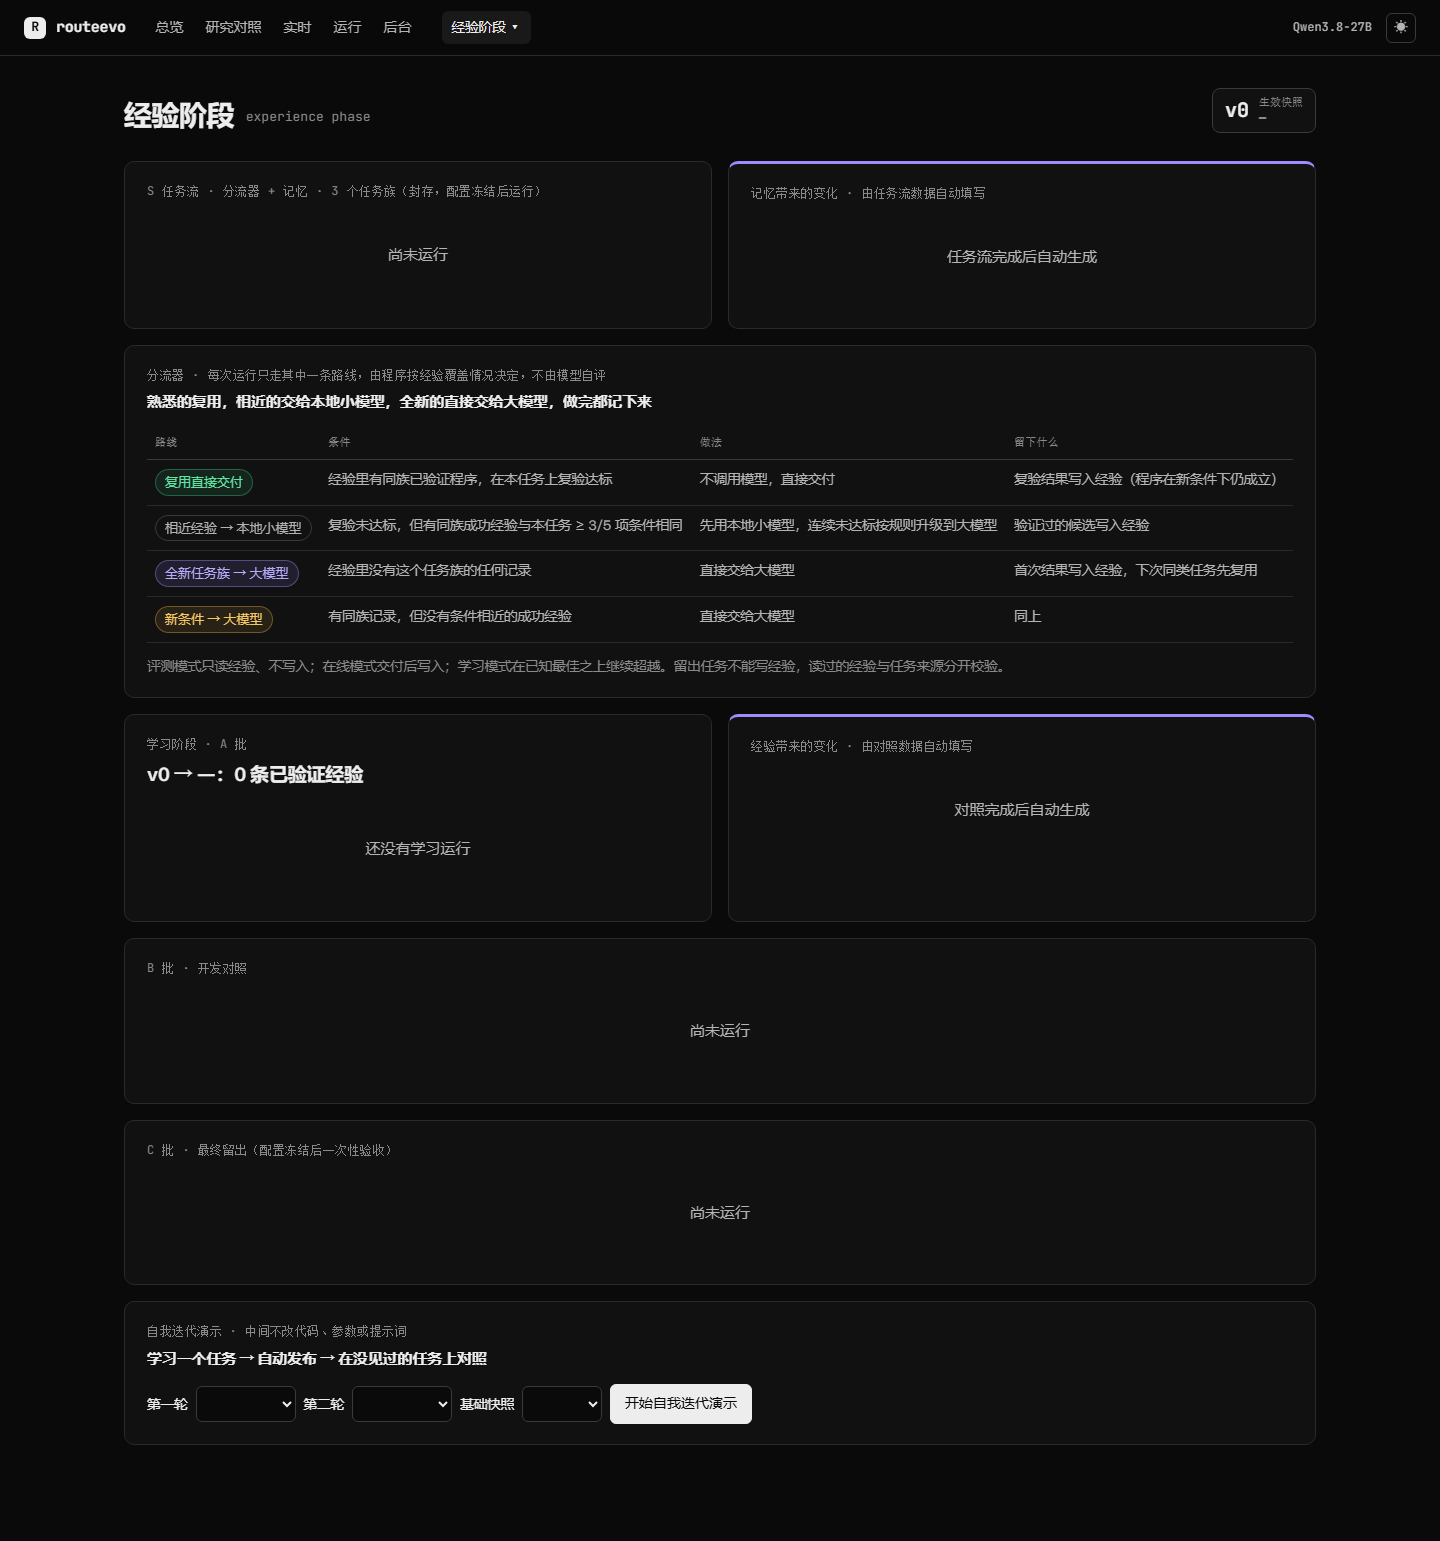 R routeevo 总览 研究对照 实时 运行 后台 经验阶段 ▾ Qwen3.8-27B
经验阶段 experience phase
v0 生效快照 —
S 任务流 · 分流器 + 记忆 · 3 个任务族（封存，配置冻结后运行）
尚未运行
记忆带来的变化 · 由任务流数据自动填写
任务流完成后自动生成
分流器 · 每次运行只走其中一条路线，由程序按经验覆盖情况决定，不由模型自评
熟悉的复用，相近的交给本地小模型，全新的直接交给大模型，做完都记下来
路线 条件 做法 留下什么
复用直接交付 经验里有同族已验证程序，在本任务上复验达标 不调用模型，直接交付 复验结果写入经验（程序在新条件下仍成立）
相近经验 → 本地小模型 复验未达标，但有同族成功经验与本任务 ≥ 3/5 项条件相同 先用本地小模型，连续未达标按规则升级到大模型 验证过的候选写入经验
全新任务族 → 大模型 经验里没有这个任务族的任何记录 直接交给大模型 首次结果写入经验，下次同类任务先复用
新条件 → 大模型 有同族记录，但没有条件相近的成功经验 直接交给大模型 同上
评测模式只读经验、不写入；在线模式交付后写入；学习模式在已知最佳之上继续超越。留出任务不能写经验，读过的经验与任务来源分开校验。
学习阶段 · A 批
v0 → —：0 条已验证经验
还没有学习运行
经验带来的变化 · 由对照数据自动填写
对照完成后自动生成
B 批 · 开发对照
尚未运行
C 批 · 最终留出（配置冻结后一次性验收）
尚未运行
自我迭代演示 · 中间不改代码、参数或提示词
学习一个任务 → 自动发布 → 在没见过的任务上对照
第一轮 第二轮 基础快照 开始自我迭代演示